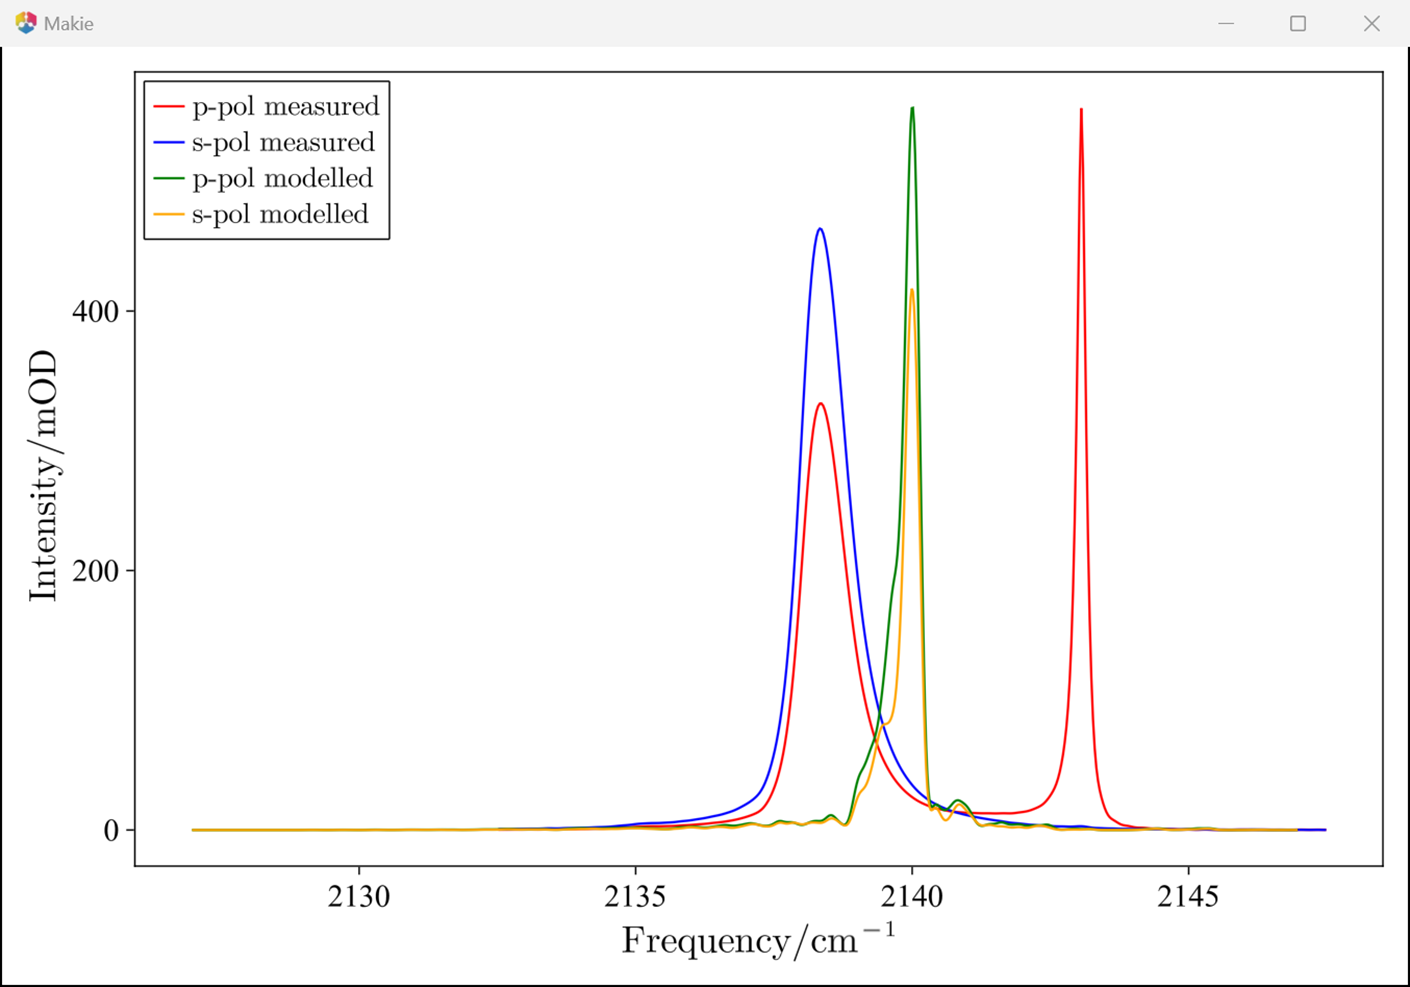 Makie
p-pol measured
s-pol measured
p-pol modelled
s-pol modelled
400
200
0
Intensity/mOD
2130
2135
2140
2145
Frequency/cm⁻¹